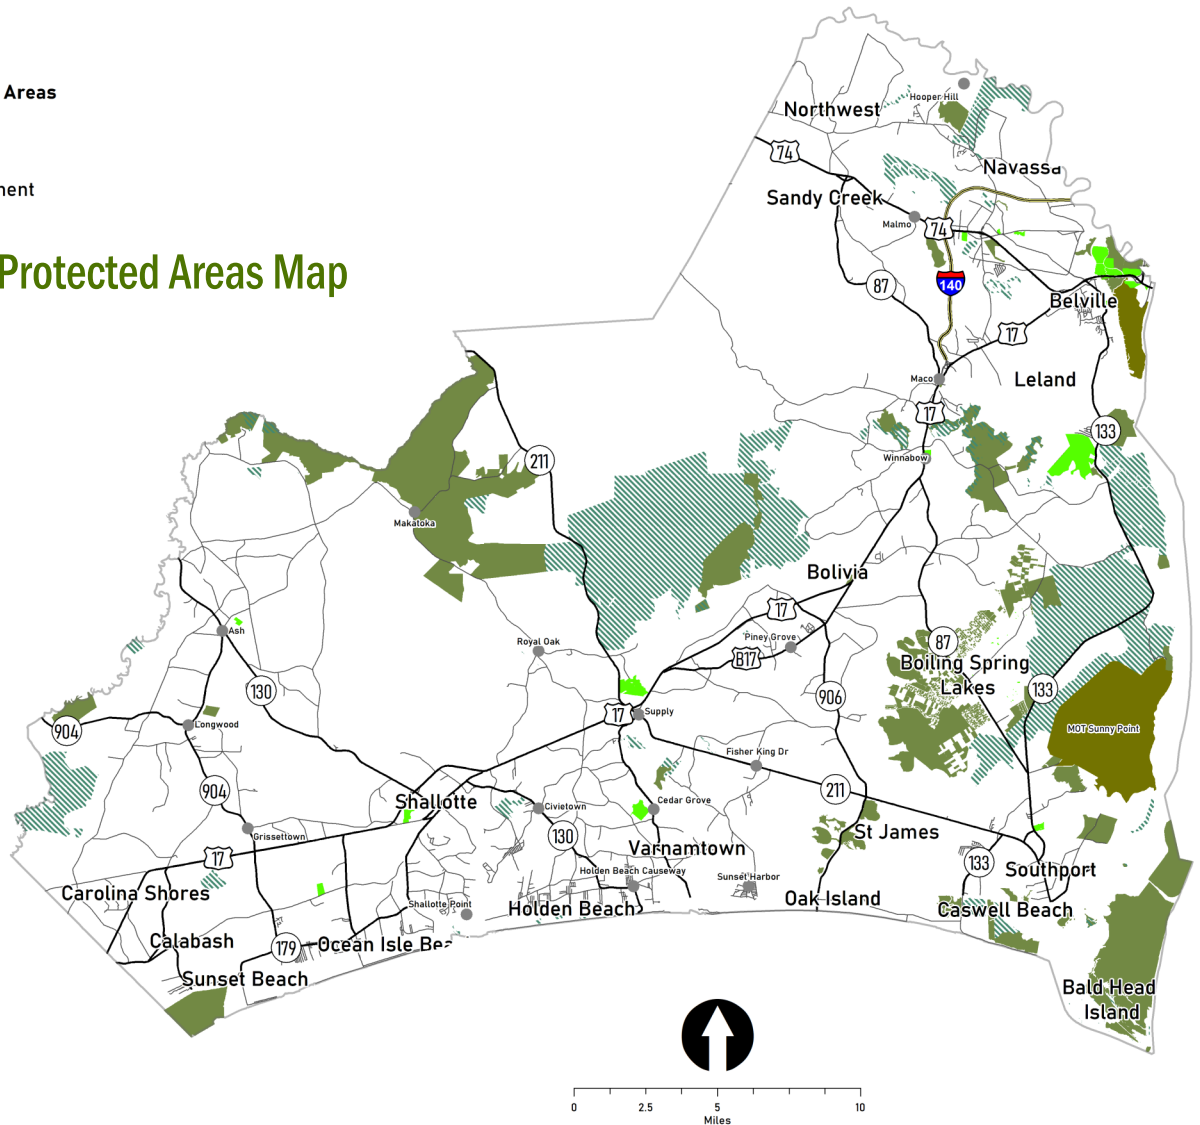 Areas
nent
Protected Areas Map
Hooper Hill
Northwest
74
Navassa
Sandy Creek
Malmo
74
87
140
Belville
17
Maco
Leland
17
133
211
Winnabow
Makatoka
Bolivia
17
Ash
Royal Oak
Piney Grove
B17
87
Boiling Spring
Lakes
130
906
133
904
Longwood
17
Supply
MOT Sunny Point
Fisher King Dr
904
211
Shallotte
Civietown
Cedar Grove
Grissettown
130
St James
17
Varnamtown
133
Southport
Holden Beach Causeway
Sunset Harbor
Carolina Shores
Shallotte Point
Holden Beach
Oak Island
Caswell Beach
Calabash
179
Ocean Isle Bea
Sunset Beach
Bald Head
Island
0 2.5 5 10
Miles